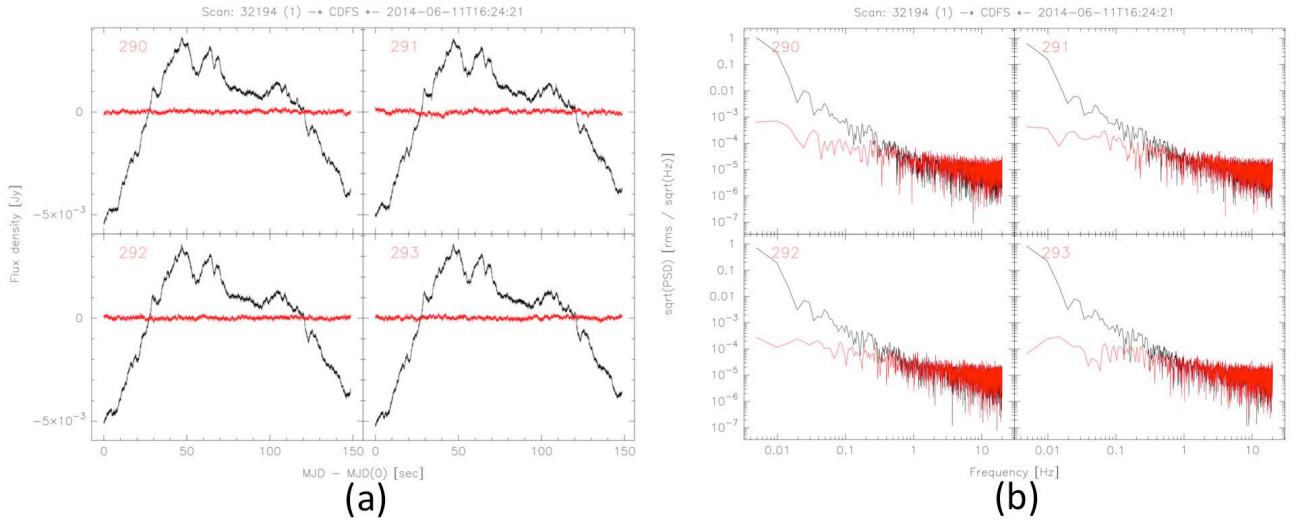 Scan: 32194 (1) −* CDFS *− 2014−06−11T16:24:21
290
291
0
−5×10⁻³
292
293
0
−5×10⁻³
0 50 100 150
0 50 100 150
Flux density [Jy]
MJD − MJD(0) [sec]
(a)
Scan: 32194 (1) −* CDFS *− 2014−06−11T16:24:21
290
291
1
0.1
0.01
10⁻³
10⁻⁴
10⁻⁵
10⁻⁶
10⁻⁷
292
293
1
0.1
0.01
10⁻³
10⁻⁴
10⁻⁵
10⁻⁶
10⁻⁷
0.01 0.1 1 10
0.01 0.1 1 10
sqrt(PSD) [rms / sqrt(Hz)]
Frequency [Hz]
(b)